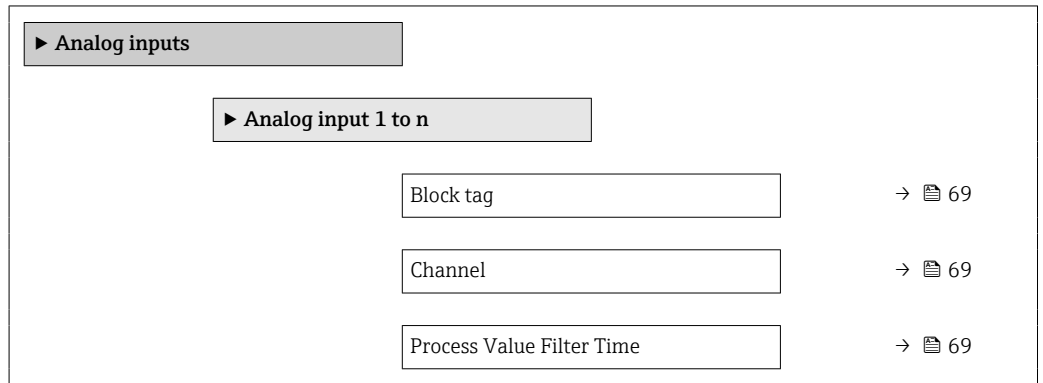 ▶ Analog inputs
▶ Analog input 1 to n
Block tag → 69
Channel → 69
Process Value Filter Time → 69